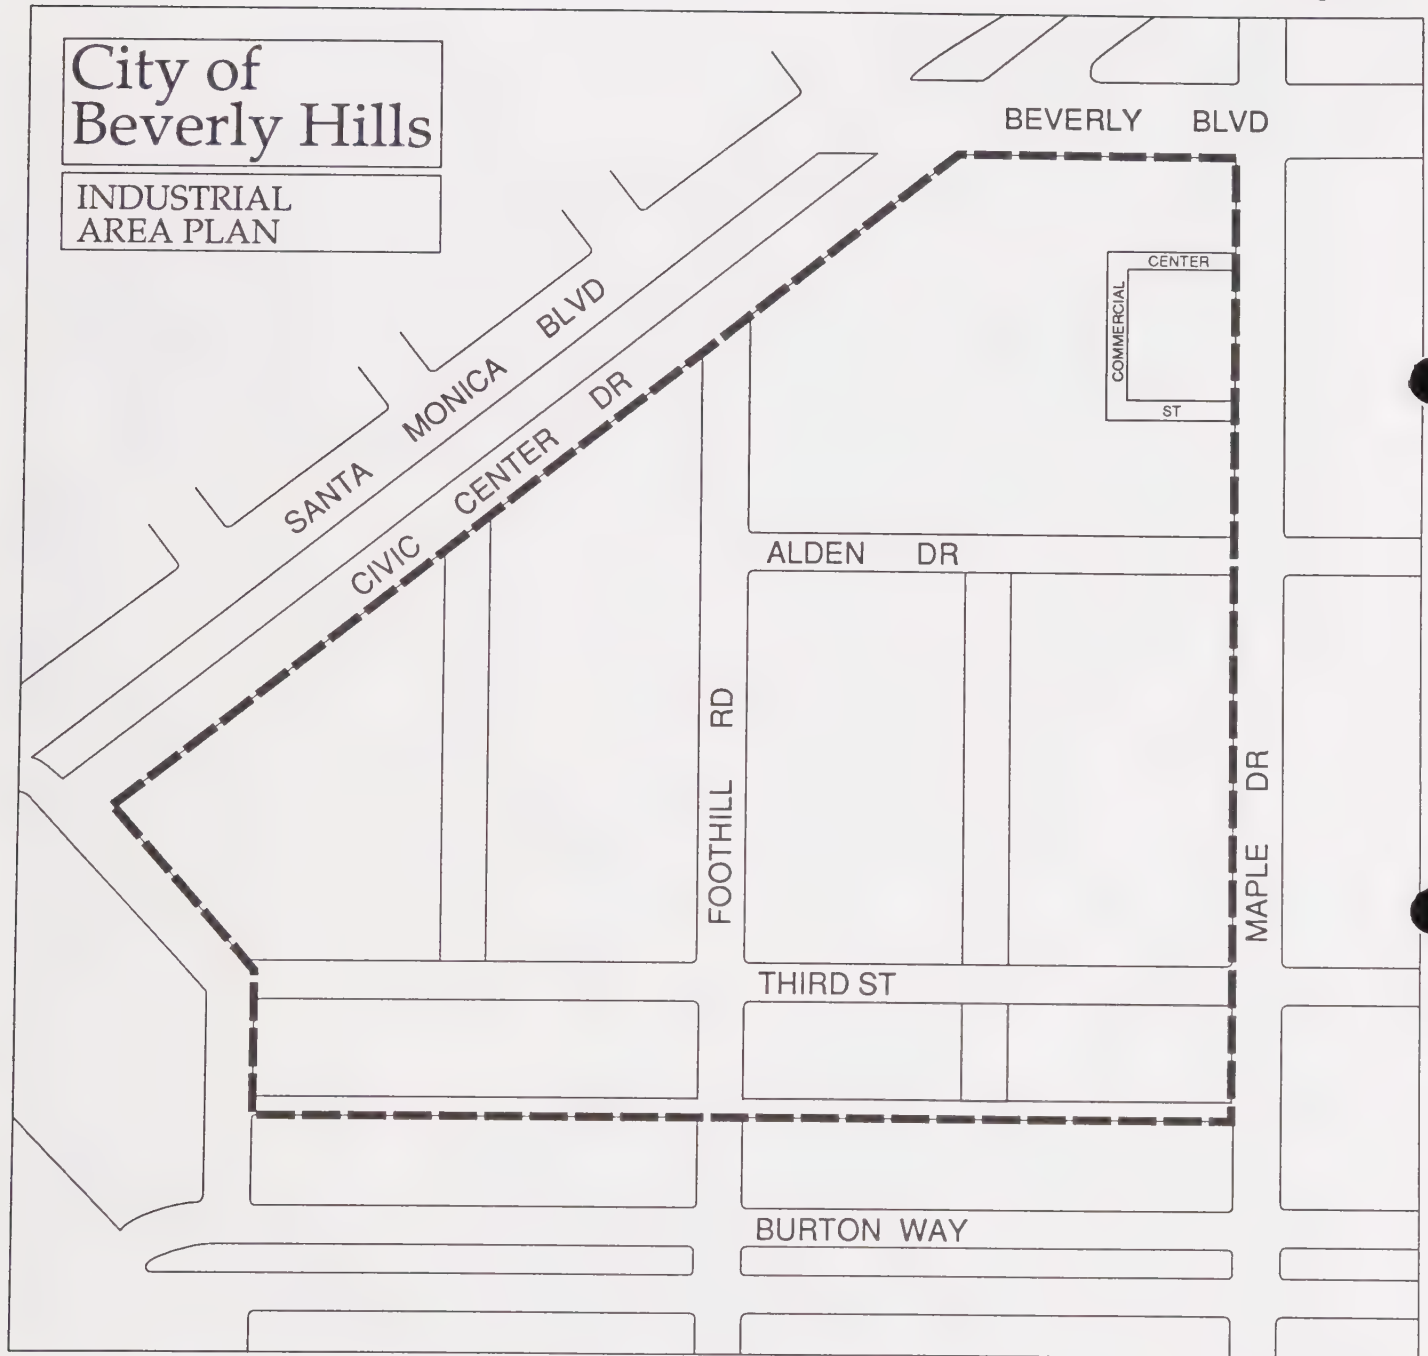 City of
Beverly Hills
INDUSTRIAL
AREA PLAN
BEVERLY BLVD
CENTER
COMMERCIAL
ST
SANTA MONICA BLVD
CIVIC CENTER DR
ALDEN DR
FOOTHILL RD
MAPLE DR
THIRD ST
BURTON WAY